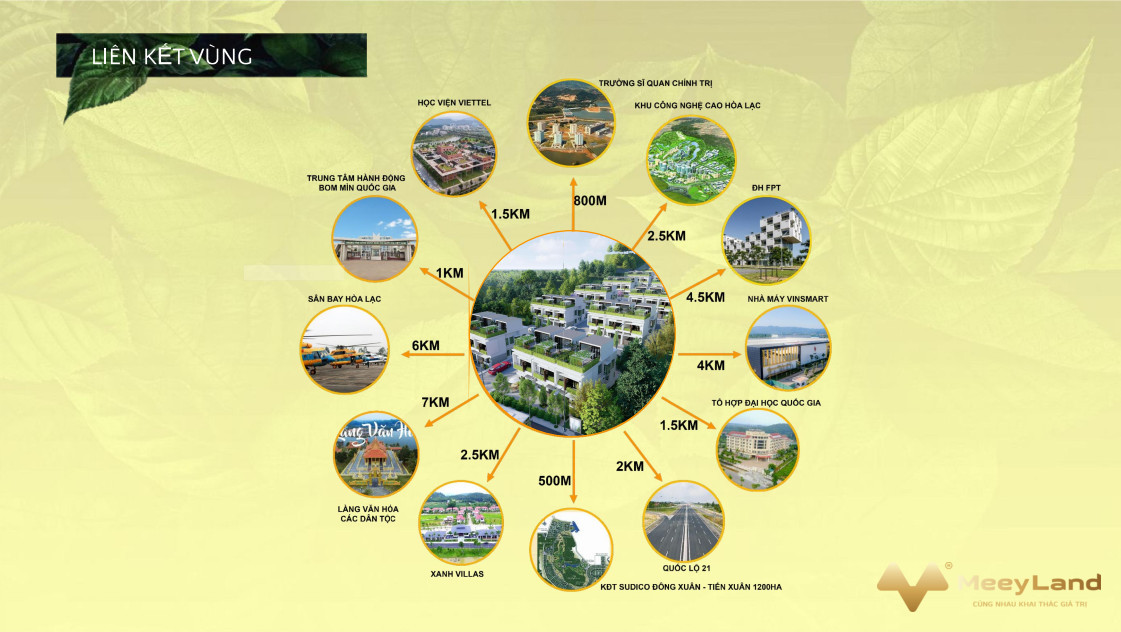 LIÊN KẾT VÙNG
TRƯỜNG SĨ QUAN CHÍNH TRỊ
HỌC VIỆN VIETTEL
KHU CÔNG NGHỆ CAO HÒA LẠC
TRUNG TÂM HÀNH ĐỘNG
BOM MÌN QUỐC GIA
ĐH FPT
800M
1.5KM
2.5KM
1KM
4.5KM
SÂN BAY HÒA LẠC
NHÀ MÁY VINSMART
6KM
4KM
7KM
TỔ HỢP ĐẠI HỌC QUỐC GIA
1.5KM
2.5KM
2KM
500M
LÀNG VĂN HÓA
CÁC DÂN TỘC
XANH VILLAS
QUỐC LỘ 21
KĐT SUDICO ĐỒNG XUÂN - TIẾN XUÂN 1200HA
MeeyLand
CÙNG NHAU KHAI THÁC GIÁ TRỊ